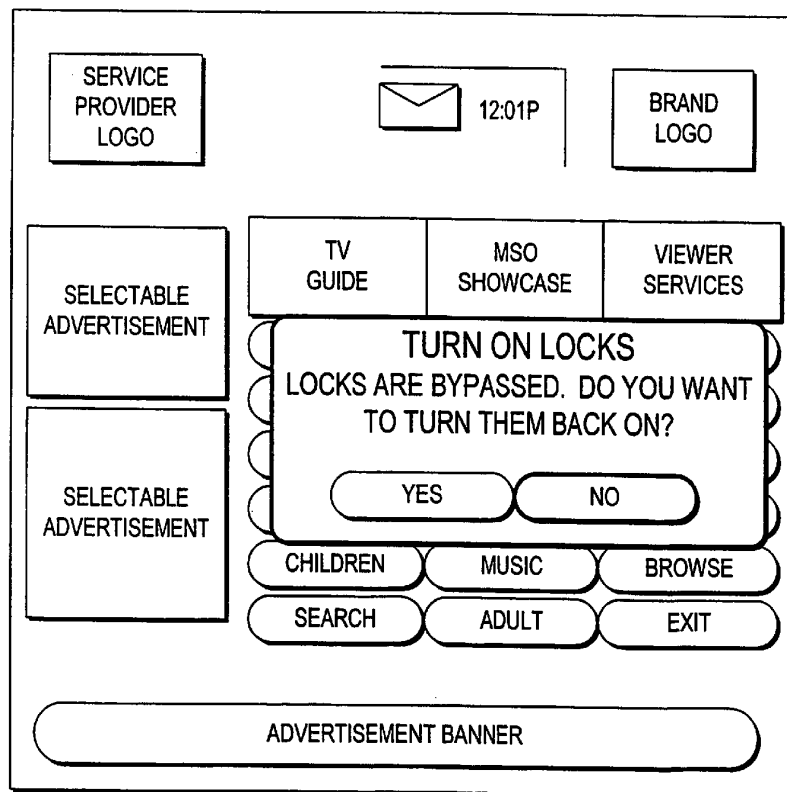 SERVICE
PROVIDER
LOGO
12:01P
BRAND
LOGO
SELECTABLE
ADVERTISEMENT
TV
GUIDE
MSO
SHOWCASE
VIEWER
SERVICES
TURN ON LOCKS
LOCKS ARE BYPASSED. DO YOU WANT
TO TURN THEM BACK ON?
YES
NO
SELECTABLE
ADVERTISEMENT
CHILDREN
MUSIC
BROWSE
SEARCH
ADULT
EXIT
ADVERTISEMENT BANNER